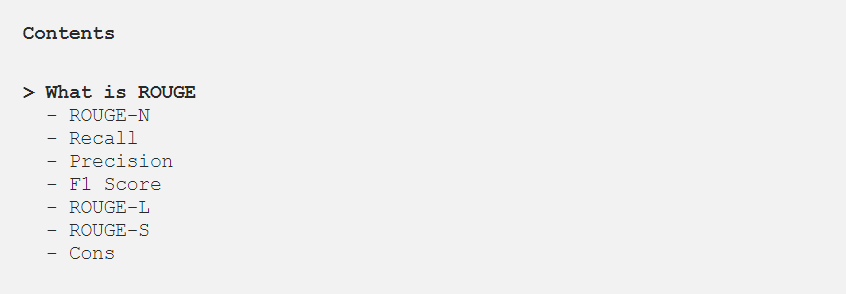 Contents
> What is ROUGE
- ROUGE-N
- Recall
- Precision
- F1 Score
- ROUGE-L
- ROUGE-S
- Cons